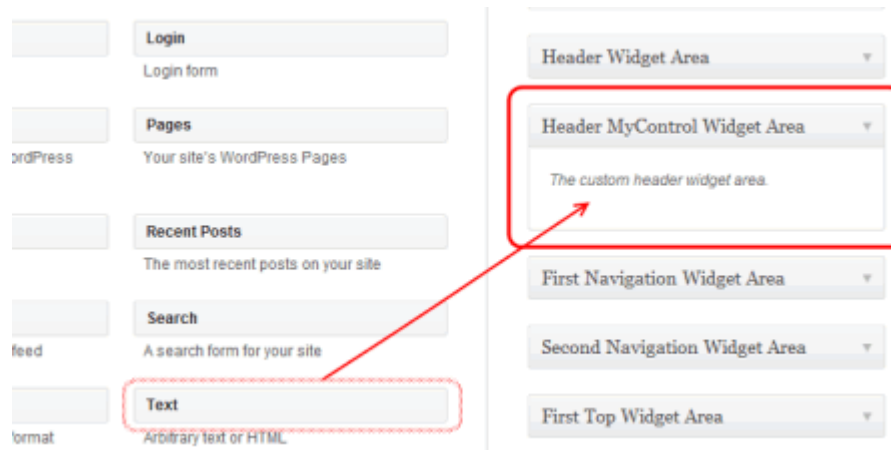 Login
Login form
Pages
ordPress
Your site's WordPress Pages
Recent Posts
The most recent posts on your site
Search
feed
A search form for your site
Text
format
Arbitrary text or HTML
Header Widget Area
Header MyControl Widget Area
The custom header widget area.
First Navigation Widget Area
Second Navigation Widget Area
First Top Widget Area